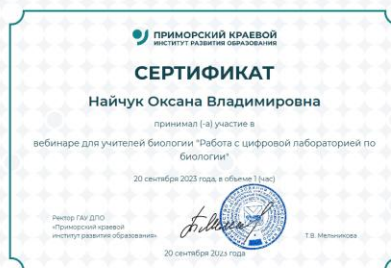 ПРИМОРСКИЙ КРАЕВОЙ
ИНСТИТУТ РАЗВИТИЯ ОБРАЗОВАНИЯ
СЕРТИФИКАТ
Найчук Оксана Владимировна
принимал (-а) участие в
вебинаре для учителей биологии "Работа с цифровой лабораторией по
биологии"
20 сентября 2023 года, в объеме 1 (час)
Ректор ГАУ ДПО
«Приморский краевой
институт развития образования»
Т.В. Мельникова
20 сентября 2023 года